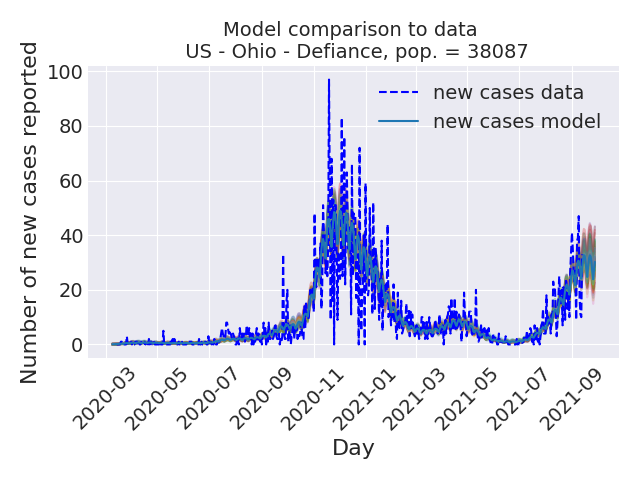 Model comparison to data
US - Ohio - Defiance, pop. = 38087
Number of new cases reported
100
80
60
40
20
0
new cases data
new cases model
2020-03
2020-05
2020-07
2020-09
2020-11
2021-01
2021-03
2021-05
2021-07
2021-09
Day